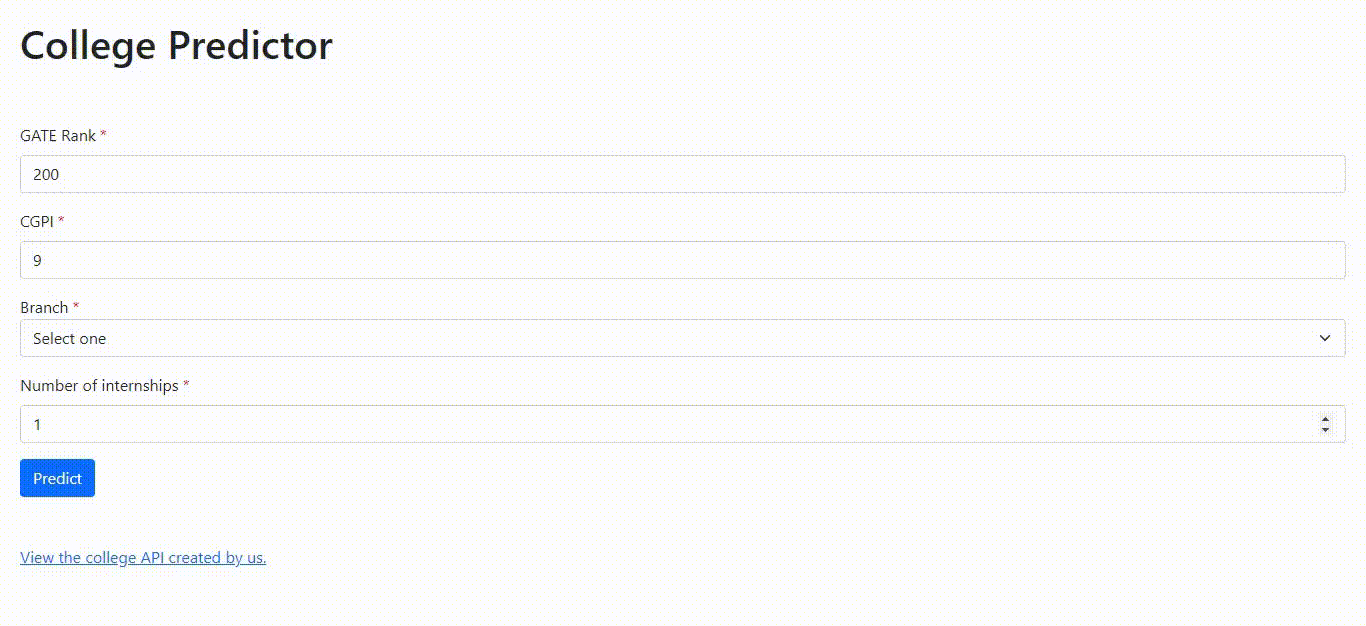 College Predictor
GATE Rank *
200
CGPI *
9
Branch *
Select one
Number of internships *
1
Predict
View the college API created by us.